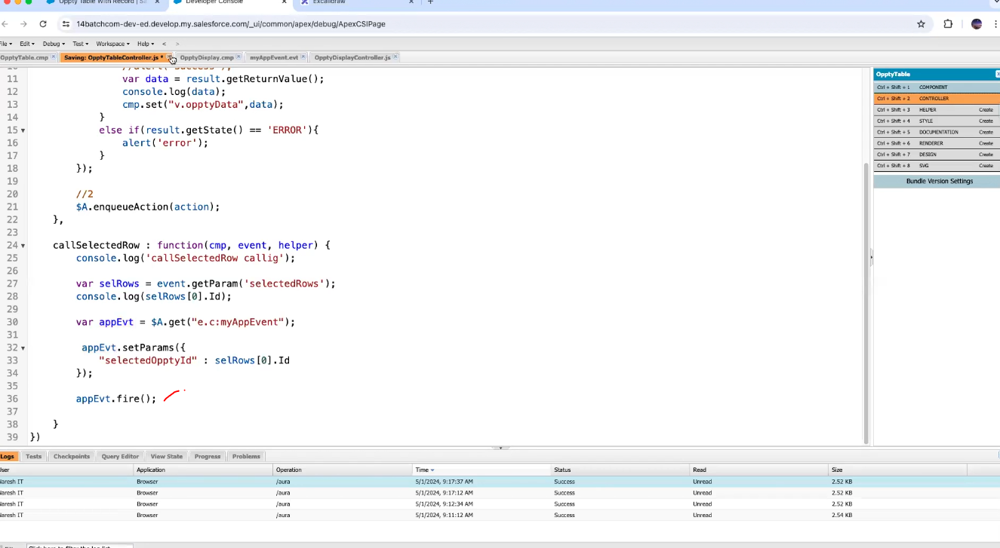 Oppty Table With Record | Sa
Developer Console
Excalidraw
14batchcom-dev-ed.develop.my.salesforce.com/_ui/common/apex/debug/ApexCSIPage
File Edit Debug Test Workspace Help < >
OpptyTable.cmp Saving: OpptyTableController.js * OpptyDisplay.cmp myAppEvent.evt OpptyDisplayController.js
//alert('Success');
11 var data = result.getReturnValue();
12 console.log(data);
13 cmp.set("v.opptyData",data);
14 }
15 else if(result.getState() == 'ERROR'){
16 alert('error');
17 }
18 });
19
20 //2
21 $A.enqueueAction(action);
22 },
23
24 callSelectedRow : function(cmp, event, helper) {
25 console.log('callSelectedRow callig');
26
27 var selRows = event.getParam('selectedRows');
28 console.log(selRows[0].Id);
29
30 var appEvt = $A.get("e.c:myAppEvent");
31
32 appEvt.setParams({
33 "selectedOpptyId" : selRows[0].Id
34 });
35
36 appEvt.fire();
37
38 }
39 })
OpptyTable
Ctrl + Shift + 1 COMPONENT
Ctrl + Shift + 2 CONTROLLER
Ctrl + Shift + 3 HELPER Create
Ctrl + Shift + 4 STYLE Create
Ctrl + Shift + 5 DOCUMENTATION Create
Ctrl + Shift + 6 RENDERER Create
Ctrl + Shift + 7 DESIGN Create
Ctrl + Shift + 8 SVG Create
Bundle Version Settings
Logs Tests Checkpoints Query Editor View State Progress Problems
User Application Operation Time Status Read Size
Naresh IT Browser /aura 5/1/2024, 9:17:37 AM Success Unread 2.52 KB
Naresh IT Browser /aura 5/1/2024, 9:17:12 AM Success Unread 2.52 KB
Naresh IT Browser /aura 5/1/2024, 9:12:34 AM Success Unread 2.52 KB
Naresh IT Browser /aura 5/1/2024, 9:11:12 AM Success Unread 2.54 KB
Click here to filter the log list